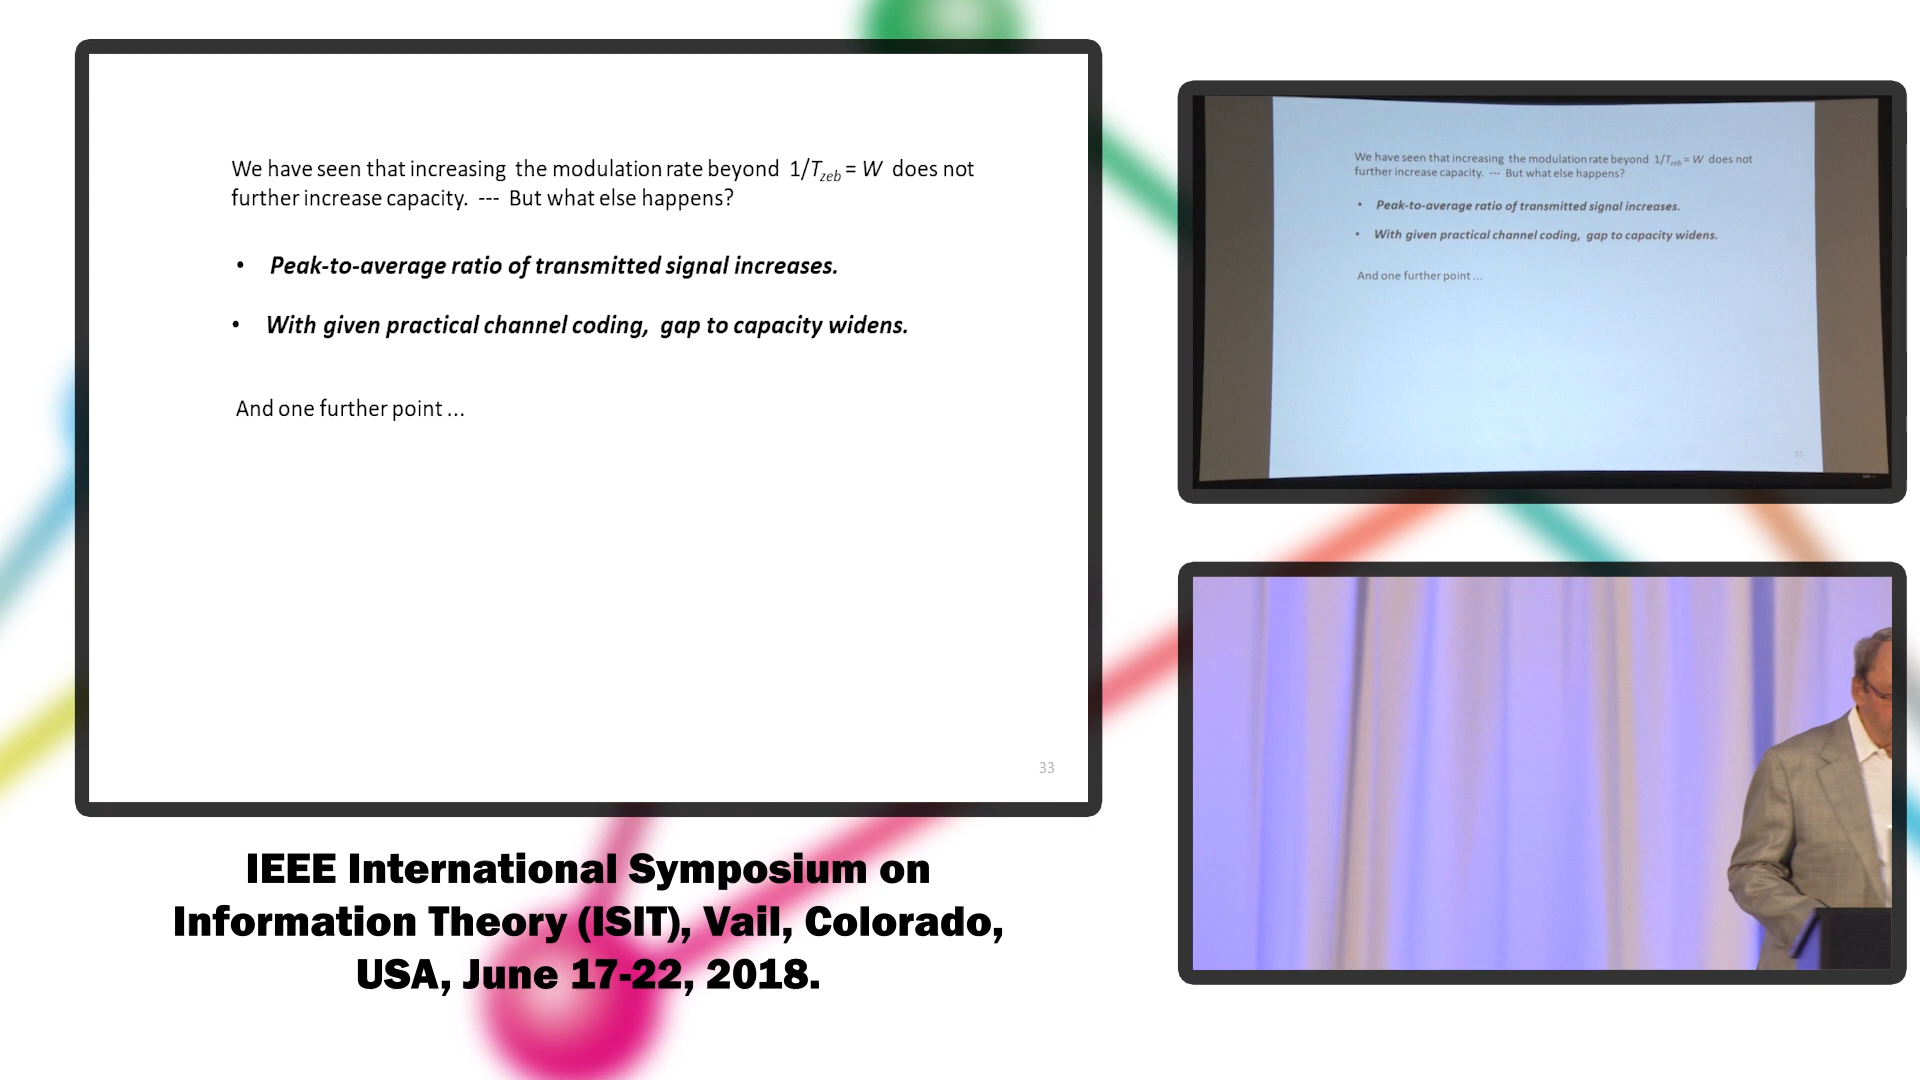 We have seen that increasing the modulation rate beyond 1/Tzeb = W does not
further increase capacity. --- But what else happens?
• Peak-to-average ratio of transmitted signal increases.
• With given practical channel coding, gap to capacity widens.
And one further point ...
33
We have seen that increasing the modulation rate beyond 1/Tzeb = W does not
further increase capacity. --- But what else happens?
• Peak-to-average ratio of transmitted signal increases.
• With given practical channel coding, gap to capacity widens.
And one further point ...
33
IEEE International Symposium on
Information Theory (ISIT), Vail, Colorado,
USA, June 17-22, 2018.